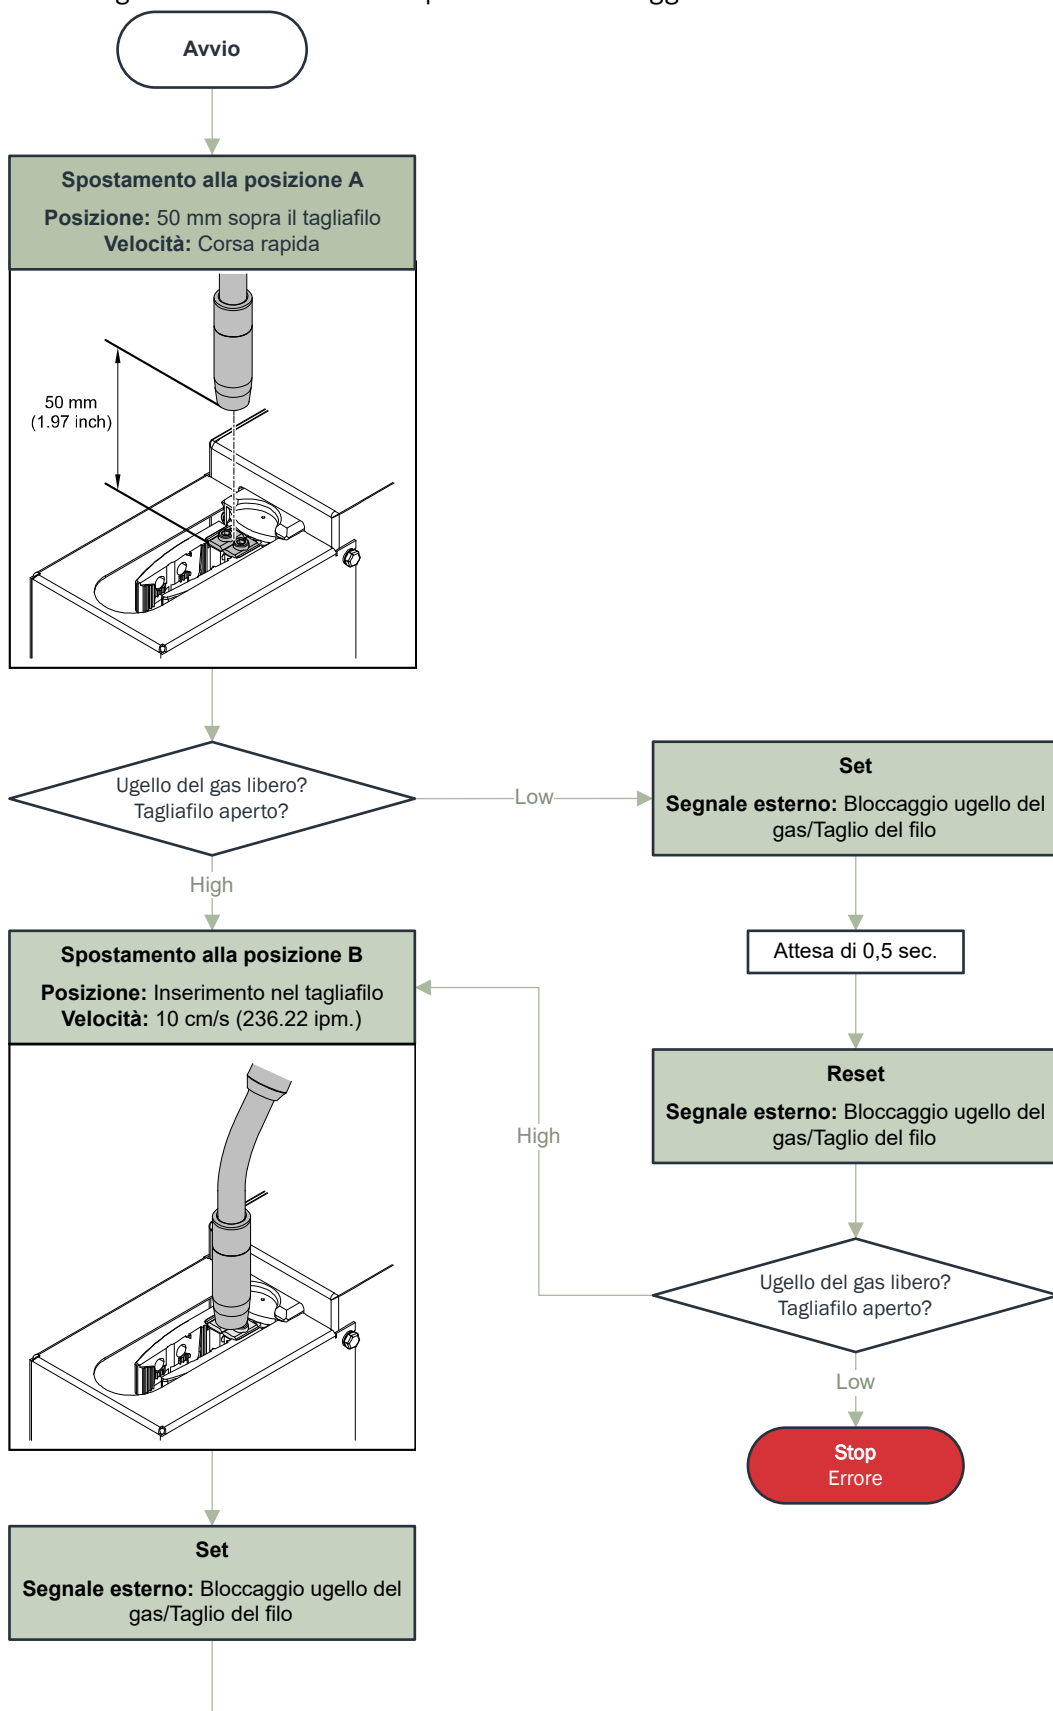 Avvio
Spostamento alla posizione A
Posizione: 50 mm sopra il tagliafilo
Velocità: Corsa rapida
50 mm
(1.97 inch)
Ugello del gas libero?
Tagliafilo aperto?
Low
High
Set
Segnale esterno: Bloccaggio ugello del
gas/Taglio del filo
Attesa di 0,5 sec.
Reset
Segnale esterno: Bloccaggio ugello del
gas/Taglio del filo
Ugello del gas libero?
Tagliafilo aperto?
High
Low
Stop
Errore
Spostamento alla posizione B
Posizione: Inserimento nel tagliafilo
Velocità: 10 cm/s (236.22 ipm.)
Set
Segnale esterno: Bloccaggio ugello del
gas/Taglio del filo